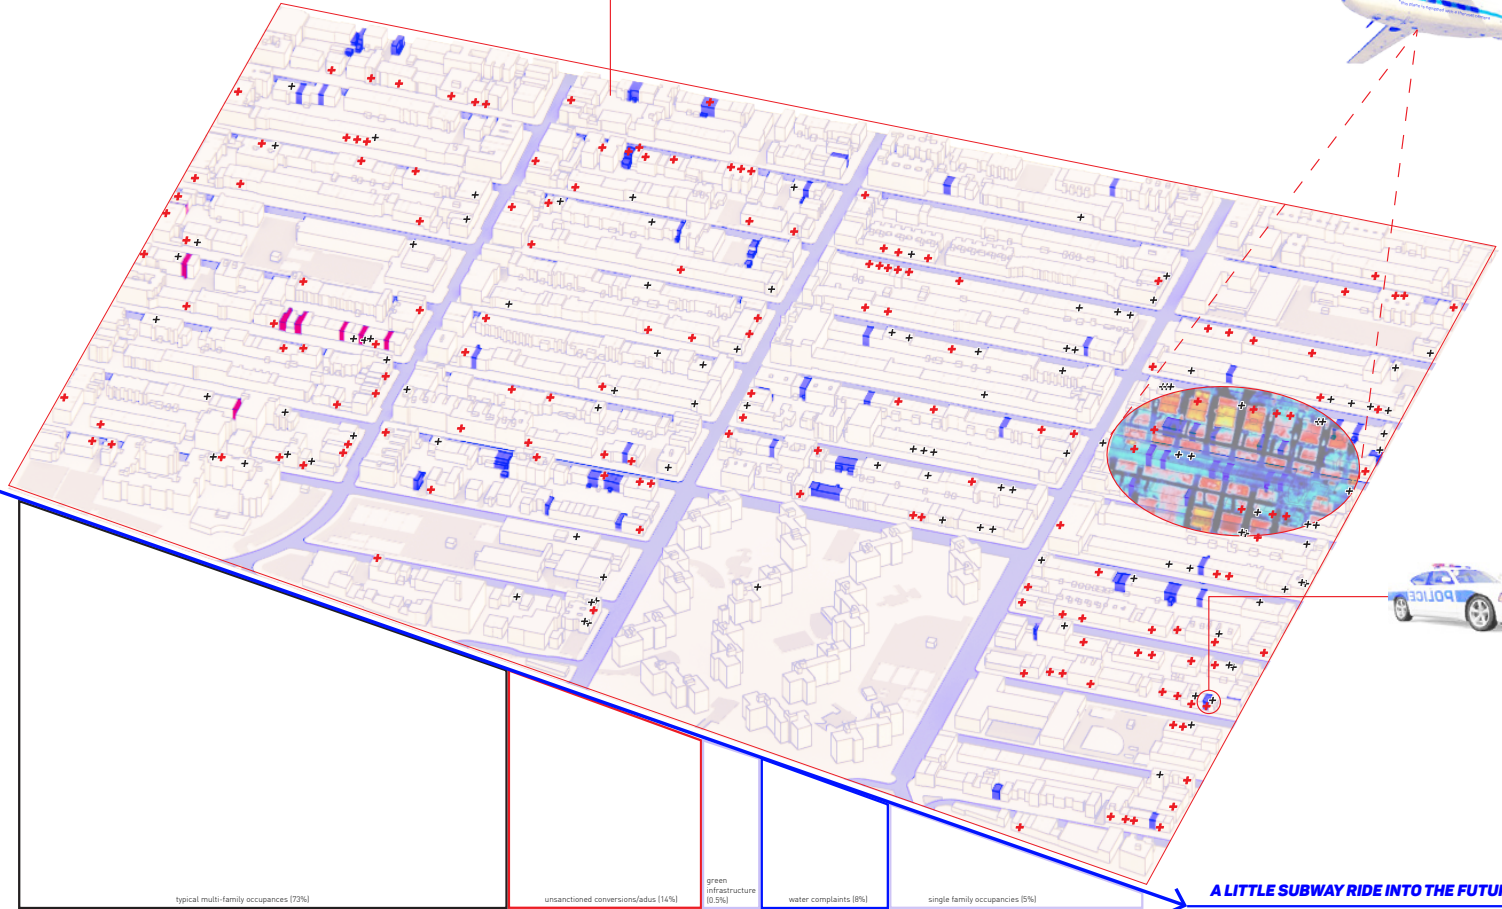 POLICE
green
infrastructure
(0.5%)
typical multi-family occupances (73%)
unsanctioned conversions/adus (14%)
water complaints (8%)
single family occupancies (5%)
A LITTLE SUBWAY RIDE INTO THE FUTU